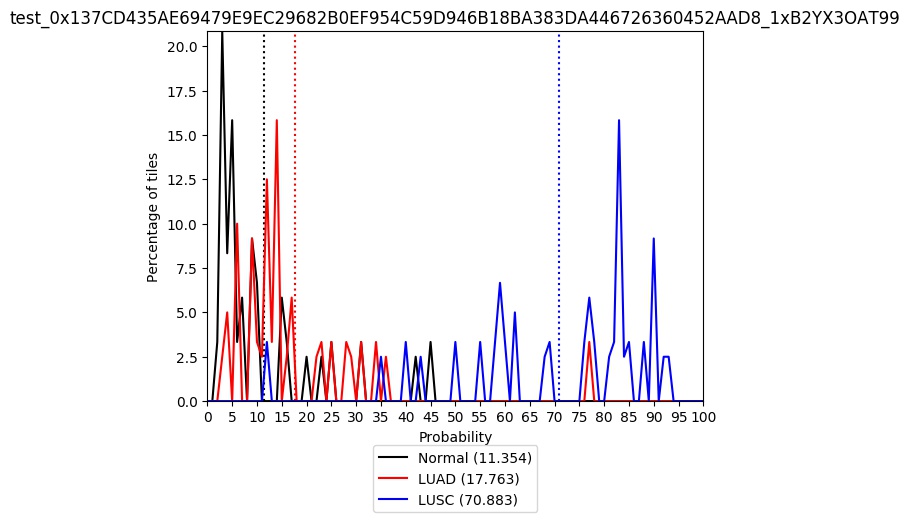 test_0x137CD435AE69479E9EC29682B0EF954C59D946B18BA383DA446726360452AAD8_1xB2YX3OAT99
20.0
17.5
15.0
12.5
10.0
7.5
5.0
2.5
0.0
Percentage of tiles
0 5 10 15 20 25 30 35 40 45 50 55 60 65 70 75 80 85 90 95 100
Probability
Normal (11.354)
LUAD (17.763)
LUSC (70.883)